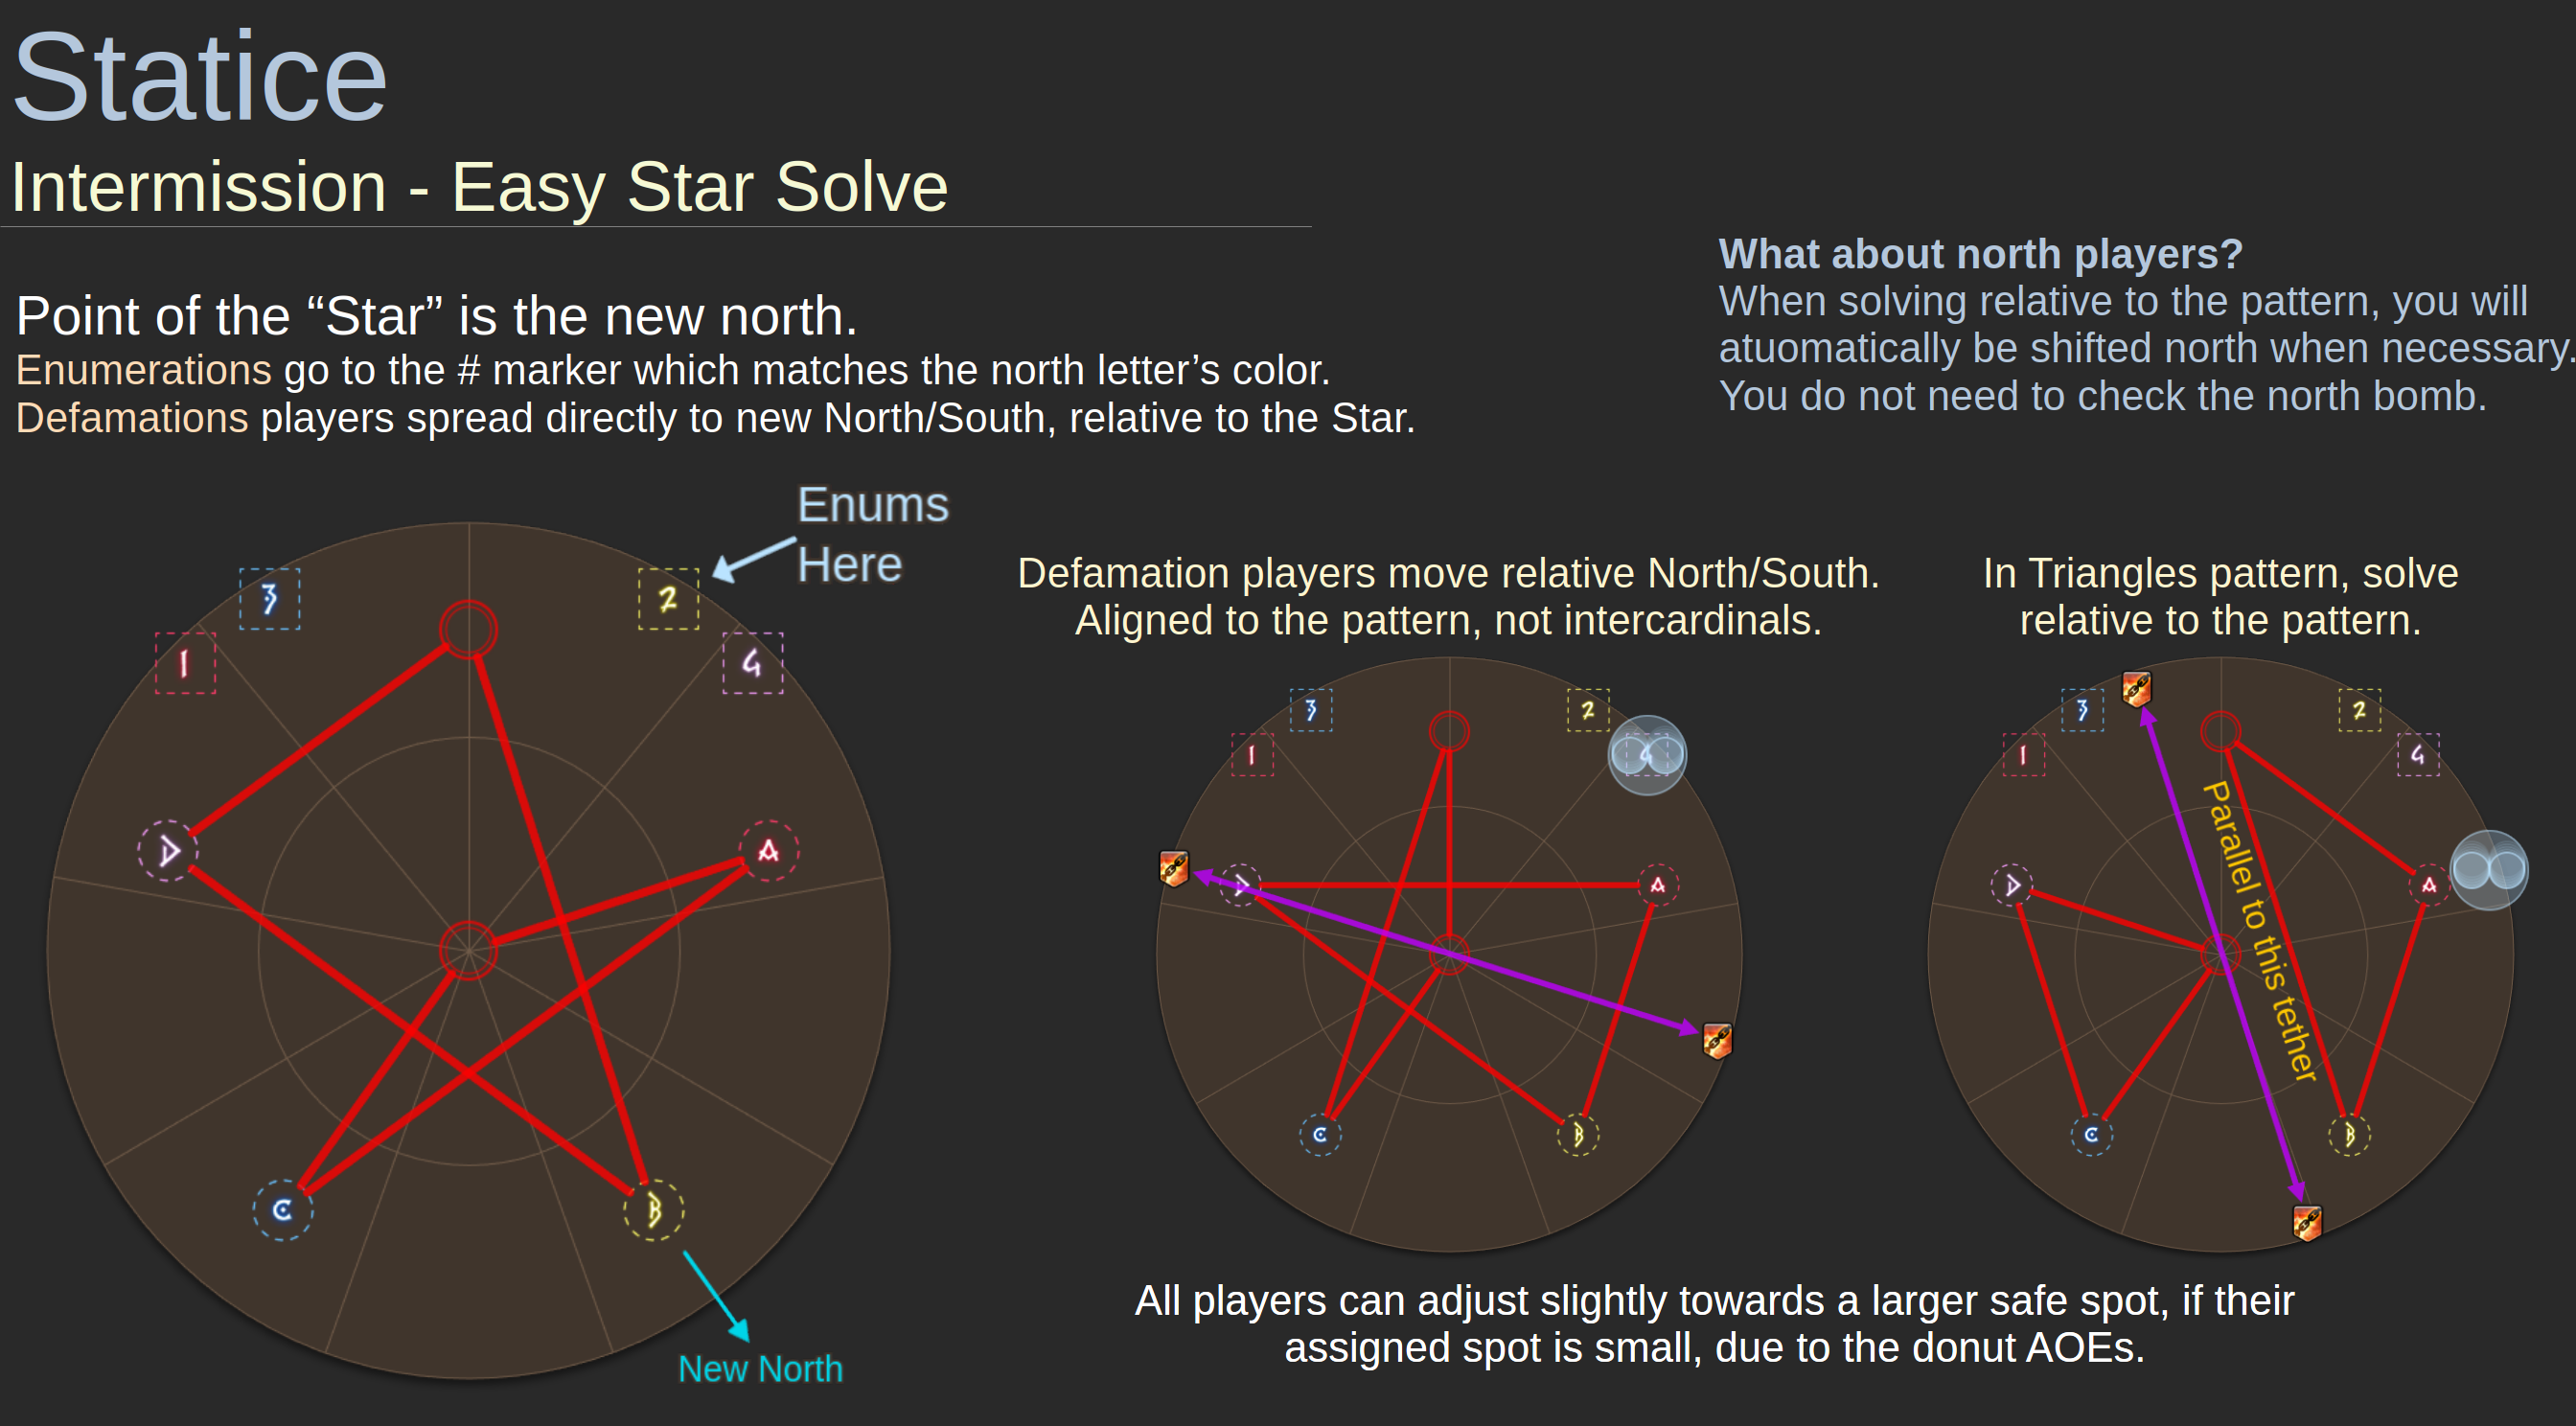 Statice
Intermission - Easy Star Solve
Point of the “Star” is the new north.
Enumerations go to the # marker which matches the north letter’s color.
Defamations players spread directly to new North/South, relative to the Star.
What about north players?
When solving relative to the pattern, you will
atuomatically be shifted north when necessary.
You do not need to check the north bomb.
Enums
Here
3
2
1
4
D
A
C
B
New North
Defamation players move relative North/South.
Aligned to the pattern, not intercardinals.
3
2
1
4
D
A
C
B
In Triangles pattern, solve
relative to the pattern.
3
2
1
4
Parallel to this tether
D
A
C
B
All players can adjust slightly towards a larger safe spot, if their
assigned spot is small, due to the donut AOEs.